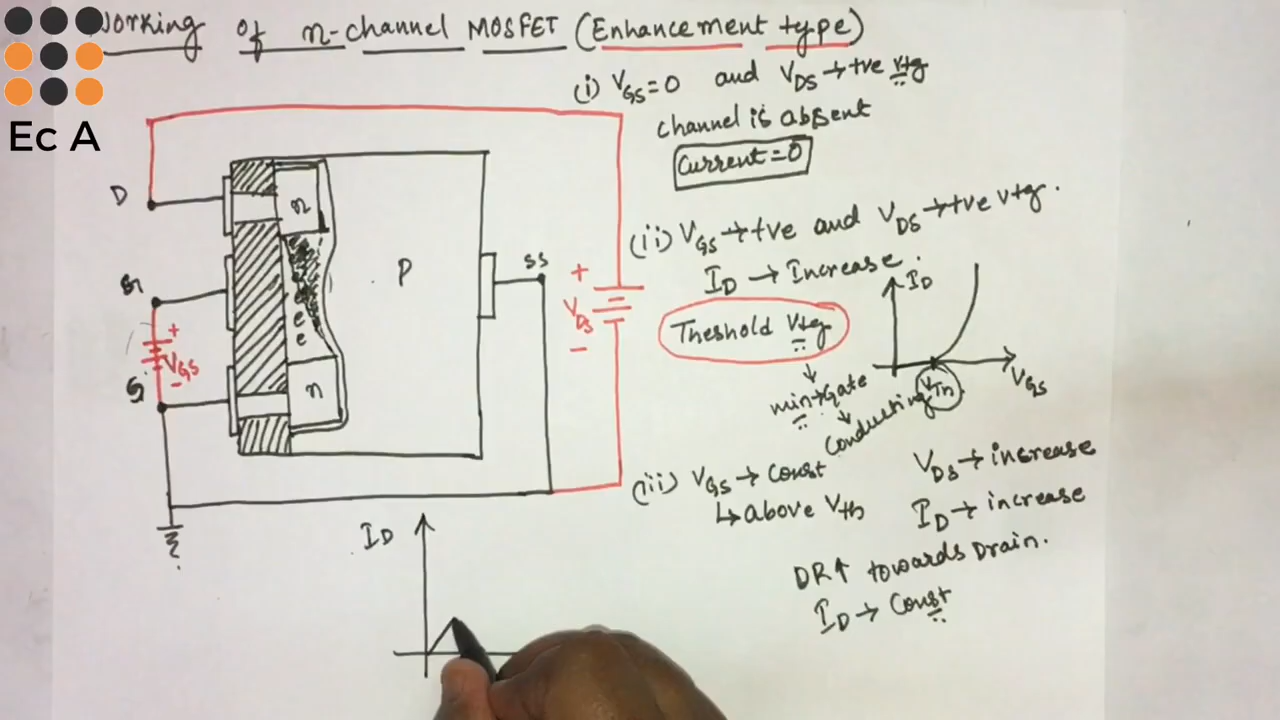 Working of n-channel MOSFET (Enhancement type)
Ec A
(i) VGS=0 and VDS→+ve vtg
channel is absent
Current=0
(ii) VGS→+ve and VDS→+ve vtg.
ID → Increase.
Theshold vtg
min→Gate
conducting
ID
VTn
VGS
(iii) VGS → const
↳ above Vth
VDS → increase
ID → increase
DR↑ towards Drain.
ID → Const
D
n
P
SS
+
VDS
-
+
VGS
-
e
e
n
ID